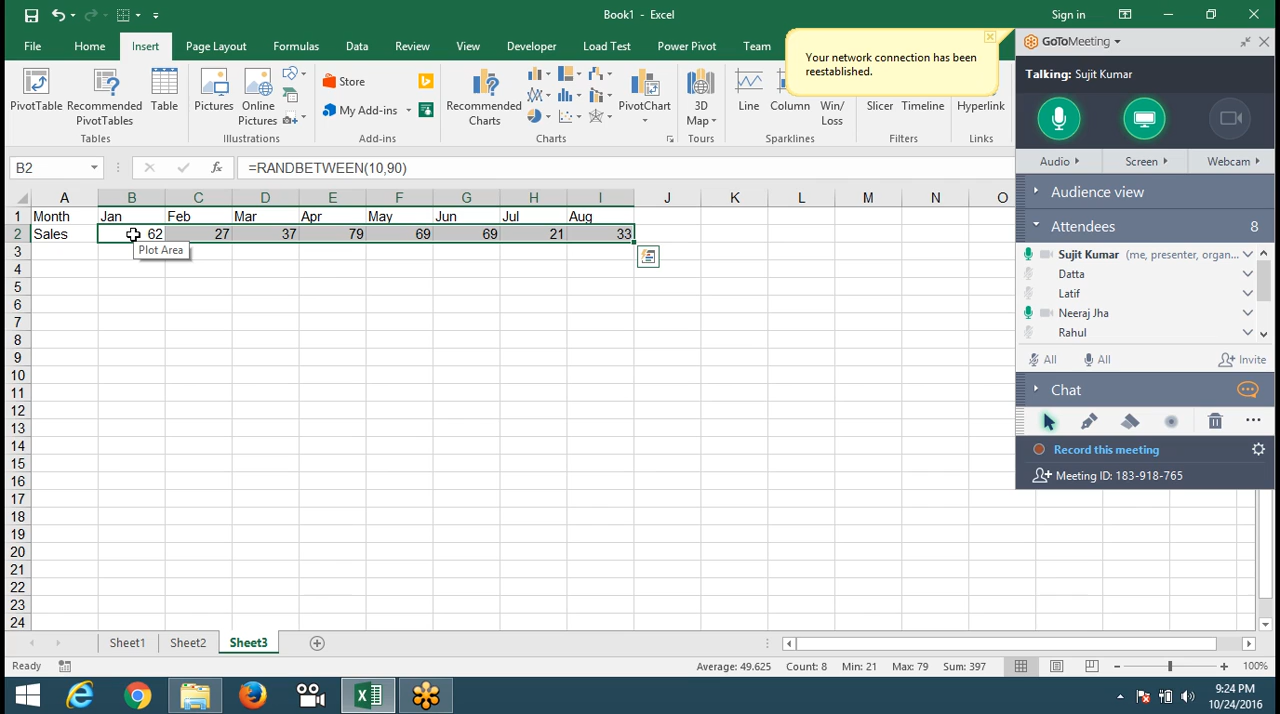 Book1 - Excel
Sign in
File Home Insert Page Layout Formulas Data Review View Developer Load Test Power Pivot Team
Your network connection has been
reestablished.
GoToMeeting
Talking: Sujit Kumar
PivotTable
Recommended
PivotTables
Table
Pictures
Online
Pictures
Store
My Add-ins
Recommended
Charts
PivotChart
3D
Map
Line
Column
Win/
Loss
Slicer
Timeline
Hyperlink
Tables
Illustrations
Add-ins
Charts
Tours
Sparklines
Filters
Links
Audio Screen Webcam
B2
fx
=RANDBETWEEN(10,90)
A B C D E F G H I J K L M N O
1 Month Jan Feb Mar Apr May Jun Jul Aug
2 Sales 62 27 37 79 69 69 21 33
Plot Area
3
4
5
6
7
8
9
10
11
12
13
14
15
16
17
18
19
20
21
22
23
24
Audience view
Attendees 8
Sujit Kumar (me, presenter, organ...
Datta
Latif
Neeraj Jha
Rahul
All All Invite
Chat
Record this meeting
Meeting ID: 183-918-765
Sheet1 Sheet2 Sheet3
Ready
Average: 49.625 Count: 8 Min: 21 Max: 79 Sum: 397
100%
9:24 PM
10/24/2016